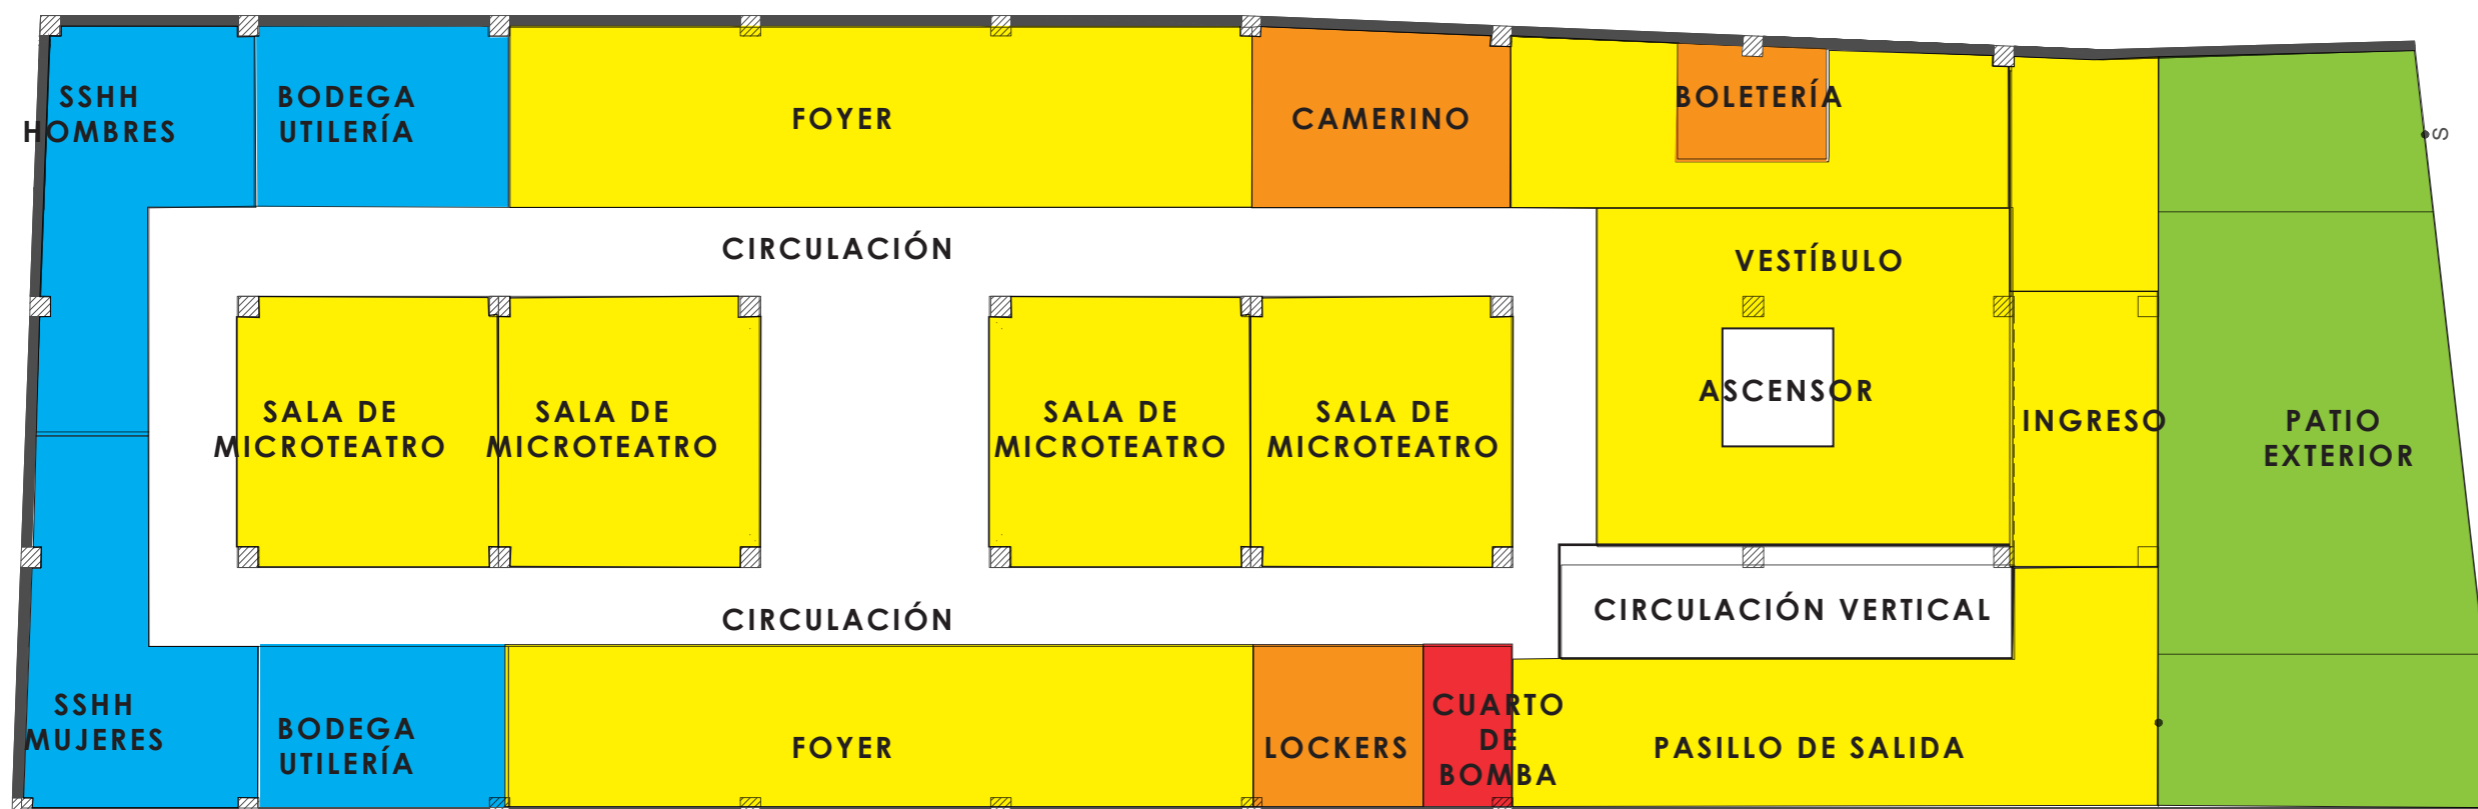 SSHH
HOMBRES
BODEGA
UTILERÍA
FOYER
CAMERINO
BOLETERÍA
S
CIRCULACIÓN
VESTÍBULO
ASCENSOR
SALA DE
MICROTEATRO
SALA DE
MICROTEATRO
SALA DE
MICROTEATRO
SALA DE
MICROTEATRO
INGRESO
PATIO
EXTERIOR
CIRCULACIÓN
CIRCULACIÓN VERTICAL
SSHH
MUJERES
BODEGA
UTILERÍA
FOYER
LOCKERS
CUARTO
DE
BOMBA
PASILLO DE SALIDA